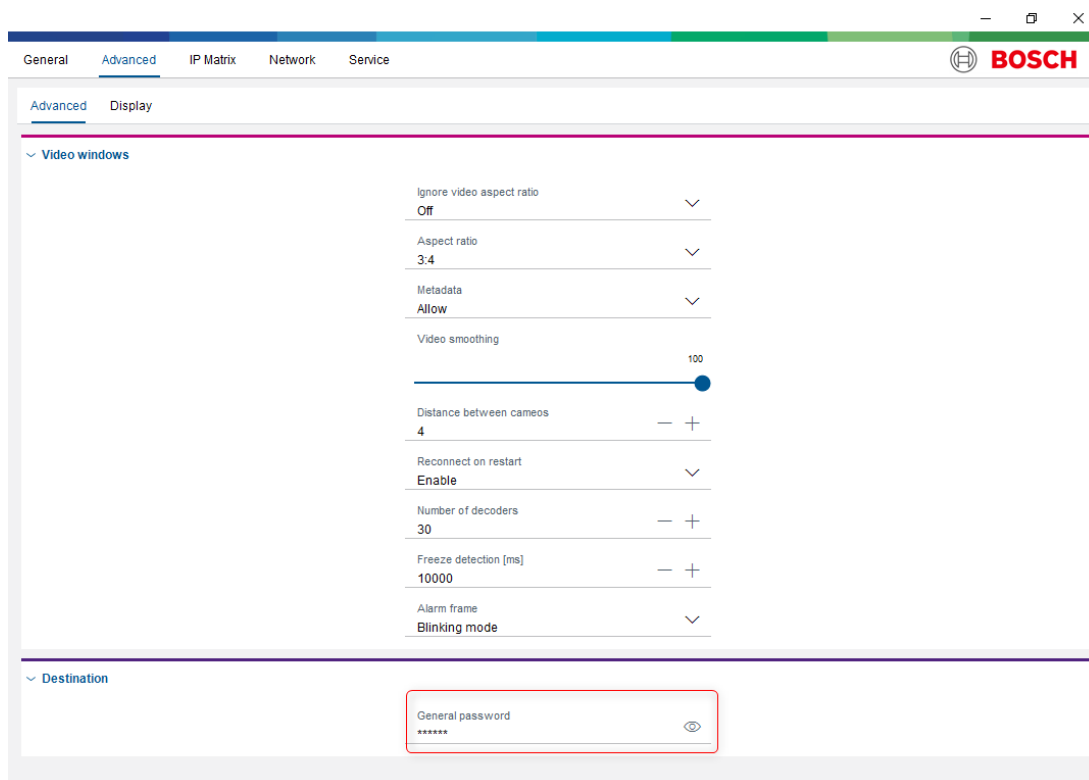 General Advanced IP Matrix Network Service BOSCH
Advanced Display
Video windows
Ignore video aspect ratio
Off
Aspect ratio
3:4
Metadata
Allow
Video smoothing
100
Distance between cameos
4
Reconnect on restart
Enable
Number of decoders
30
Freeze detection [ms]
10000
Alarm frame
Blinking mode
Destination
General password
******